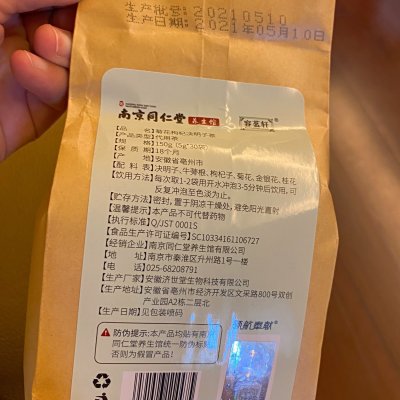 生产批号: 20210510
生产日期: 2021年05月10日
南京同仁堂 养生馆 容茗轩
【品名】菊花枸杞决明子茶
【产品类型】代用茶
【规格】150g (5g*30袋)
【保质期】18个月
【产地】安徽省亳州市
【配料表】决明子、牛蒡根、枸杞子、菊花、金银花、桂花
【饮用方法】每次取1-2袋用开水冲泡3-5分钟后饮用,可
反复冲泡至色淡为止。
【贮存方法】密封,置于阴凉干燥处,避免阳光直射
【温馨提示】本产品不可代替药物
【执行标准】Q/JST 0001S
【食品生产许可证编号】SC10334161106727
【经销企业】南京同仁堂养生馆有限公司
【地址】南京市秦淮区升州路1号一楼
【电话】025-68208791
【生产企业】安徽济世堂生物科技有限公司
【生产地址】安徽省亳州市经济开发区文采路800号双创
产业园A2栋二层北
【生产日期】见包装喷码
防伪提示:本产品均贴有南京
同仁堂养生馆统一防伪标
否则为假冒产品!
领航奉献